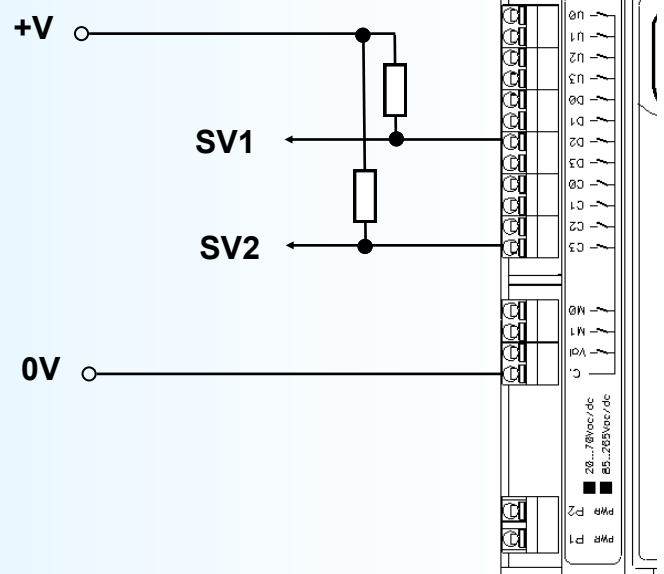 +V
SV1
SV2
0V
U0
U1
U2
U3
D0
D1
D2
D3
C0
C1
C2
C3
M0
M1
Vol
C.
20..70Vac/dc
85..265Vac/dc
P2 PWR
P1 PWR